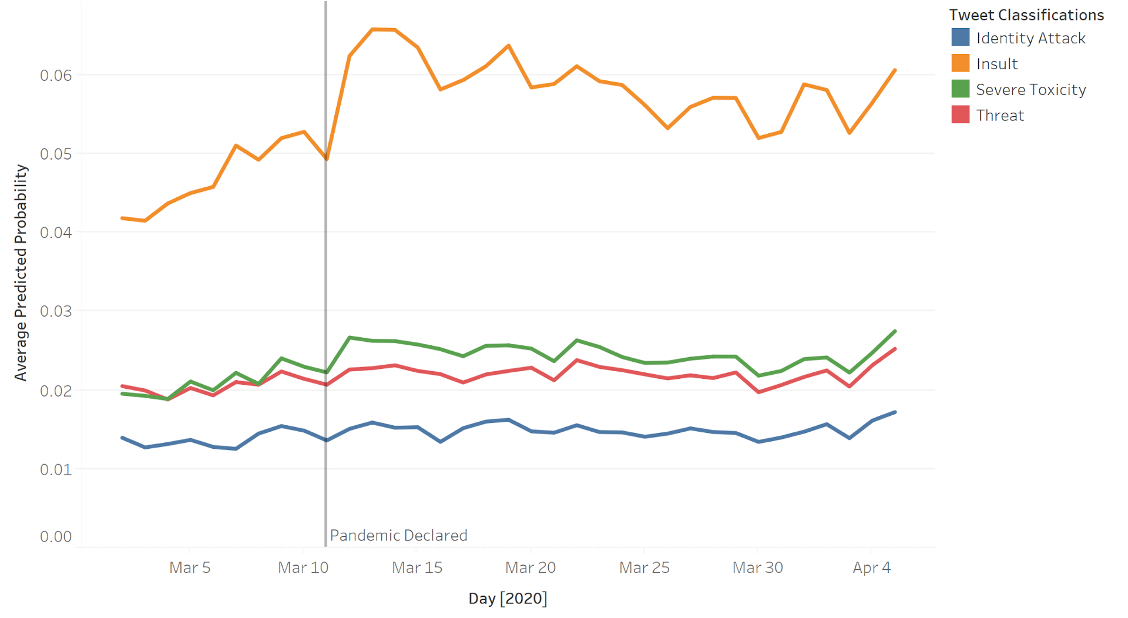 Tweet Classifications
Identity Attack
Insult
Severe Toxicity
Threat
Average Predicted Probability
0.06
0.05
0.04
0.03
0.02
0.01
0.00
Pandemic Declared
Mar 5
Mar 10
Mar 15
Mar 20
Mar 25
Mar 30
Apr 4
Day [2020]